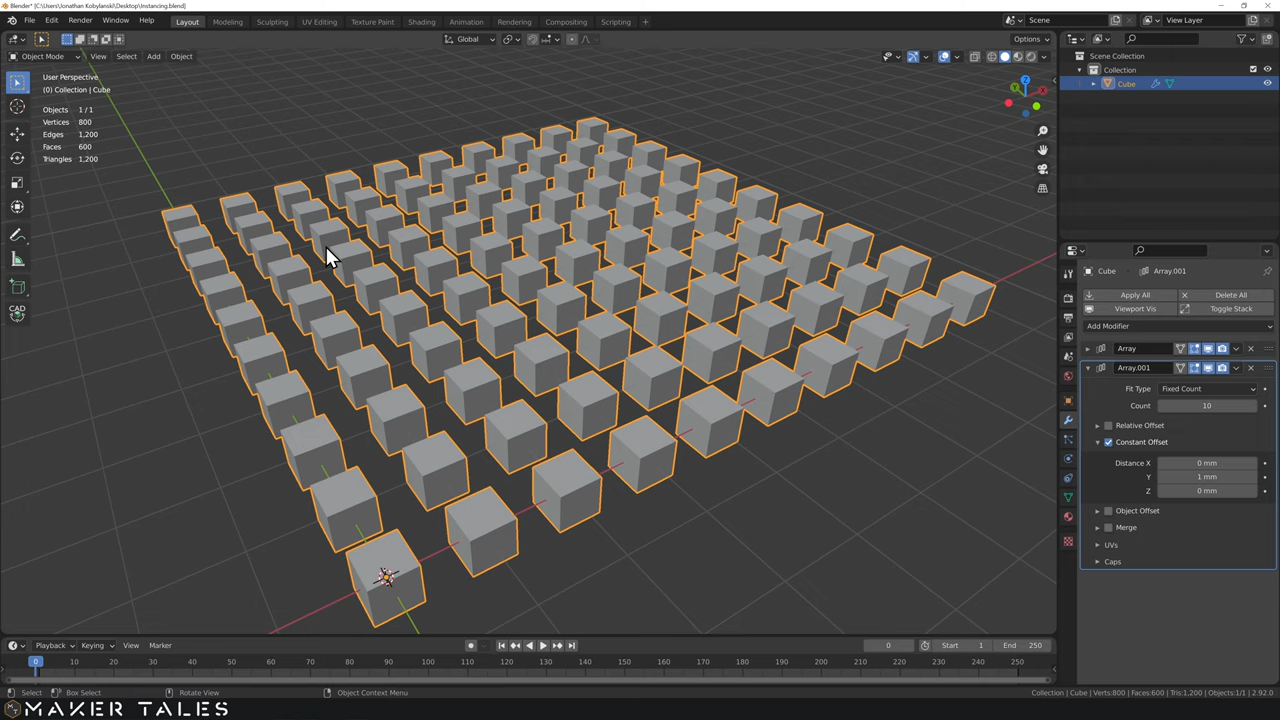 Blender* [C:\Users\Jonathan Kobylanski\Desktop\Instancing.blend]
File Edit Render Window Help Layout Modeling Sculpting UV Editing Texture Paint Shading Animation Rendering Compositing Scripting + Scene View Layer
Global Options
Object Mode View Select Add Object
User Perspective
(0) Collection | Cube
Objects 1/1
Vertices 800
Edges 1,200
Faces 600
Triangles 1,200
CAD
Z
Y
X
Scene Collection
Collection
Cube
Cube Array.001
Apply All Delete All
Viewport Vis Toggle Stack
Add Modifier
Array
Array.001
Fit Type Fixed Count
Count 10
Relative Offset
Constant Offset
Distance X 0 mm
Y 1 mm
Z 0 mm
Object Offset
Merge
UVs
Caps
Playback Keying View Marker 0 Start 1 End 250
0 10 20 30 40 50 60 70 80 90 100 110 120 130 140 150 160 170 180 190 200 210 220 230 240 250
Select Box Select Rotate View Object Context Menu Collection | Cube | Verts:800 | Faces:600 | Tris:1,200 | Objects:1/1 | 2.92.0
MAKER TALES